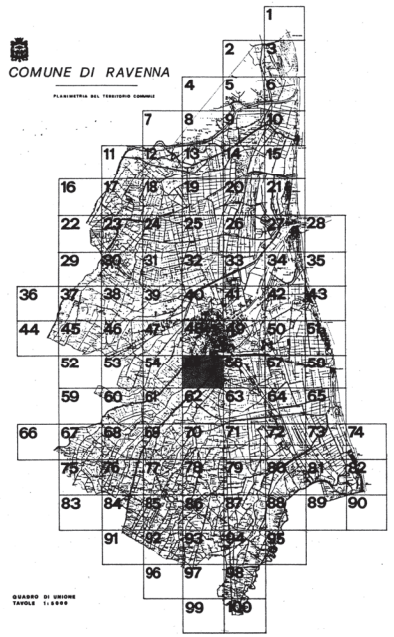 1
2 3
COMUNE DI RAVENNA
PLANIMETRIA DEL TERRITORIO COMUNALE
4 5 6
7 8 9 10
11 12 13 14 15
16 17 18 19 20 21
22 23 24 25 26 27 28
29 30 31 32 33 34 35
36 37 38 39 40 41 42 43
44 45 46 47 48 49 50 51
52 53 54 56 57 58
59 60 61 62 63 64 65
66 67 68 69 70 71 72 73 74
75 76 77 78 79 80 81 82
83 84 85 86 87 88 89 90
91 92 93 94 95
96 97 98
99 100
QUADRO DI UNIONE
TAVOLE 1:5000